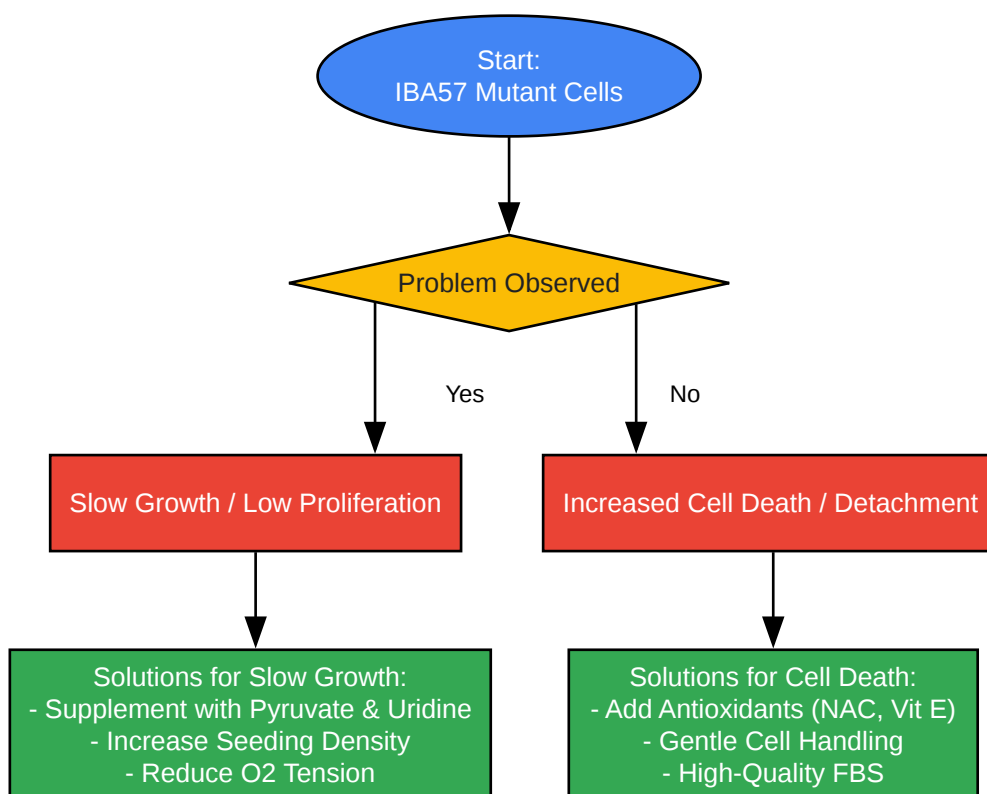 Start:
IBA57 Mutant Cells
Problem Observed
Yes
No
Slow Growth / Low Proliferation
Increased Cell Death / Detachment
Solutions for Slow Growth:
- Supplement with Pyruvate & Uridine
- Increase Seeding Density
- Reduce O2 Tension
Solutions for Cell Death:
- Add Antioxidants (NAC, Vit E)
- Gentle Cell Handling
- High-Quality FBS